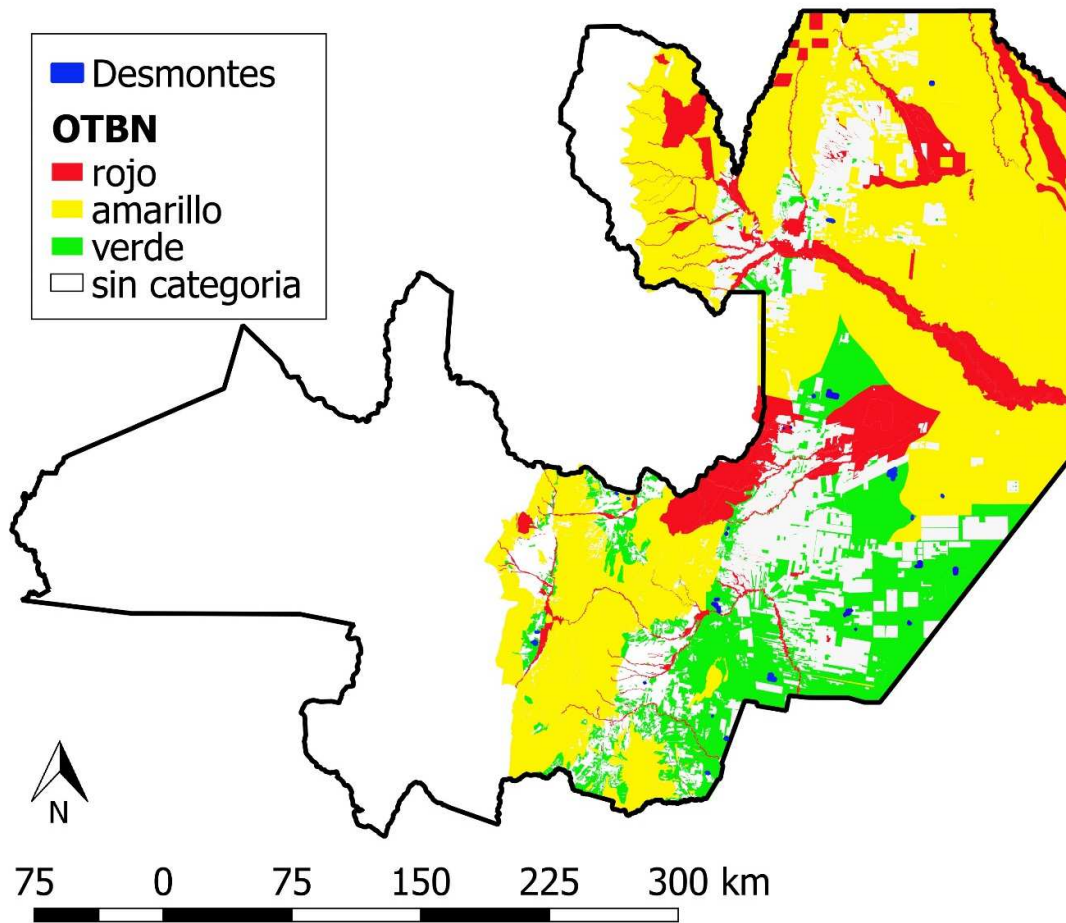 Desmontes
OTBN
rojo
amarillo
verde
sin categoria
N
75 0 75 150 225 300 km